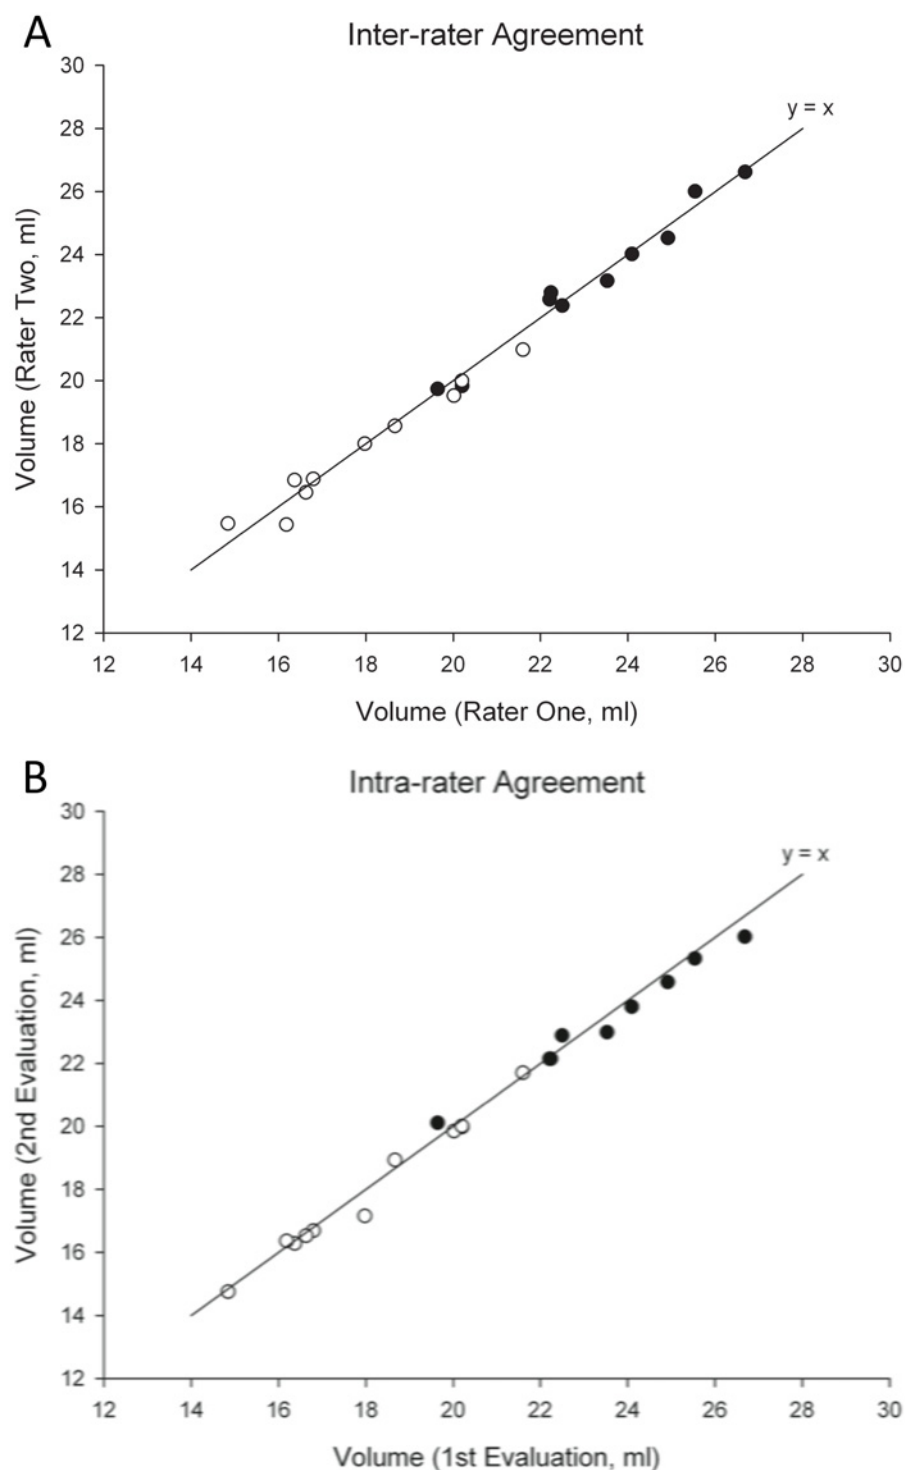 A
Inter-rater Agreement
30
28
26
24
22
20
18
16
14
12
y = x
Volume (Rater Two, ml)
12 14 16 18 20 22 24 26 28 30
Volume (Rater One, ml)
B
Intra-rater Agreement
30
28
26
24
22
20
18
16
14
12
y = x
Volume (2nd Evaluation, ml)
12 14 16 18 20 22 24 26 28 30
Volume (1st Evaluation, ml)